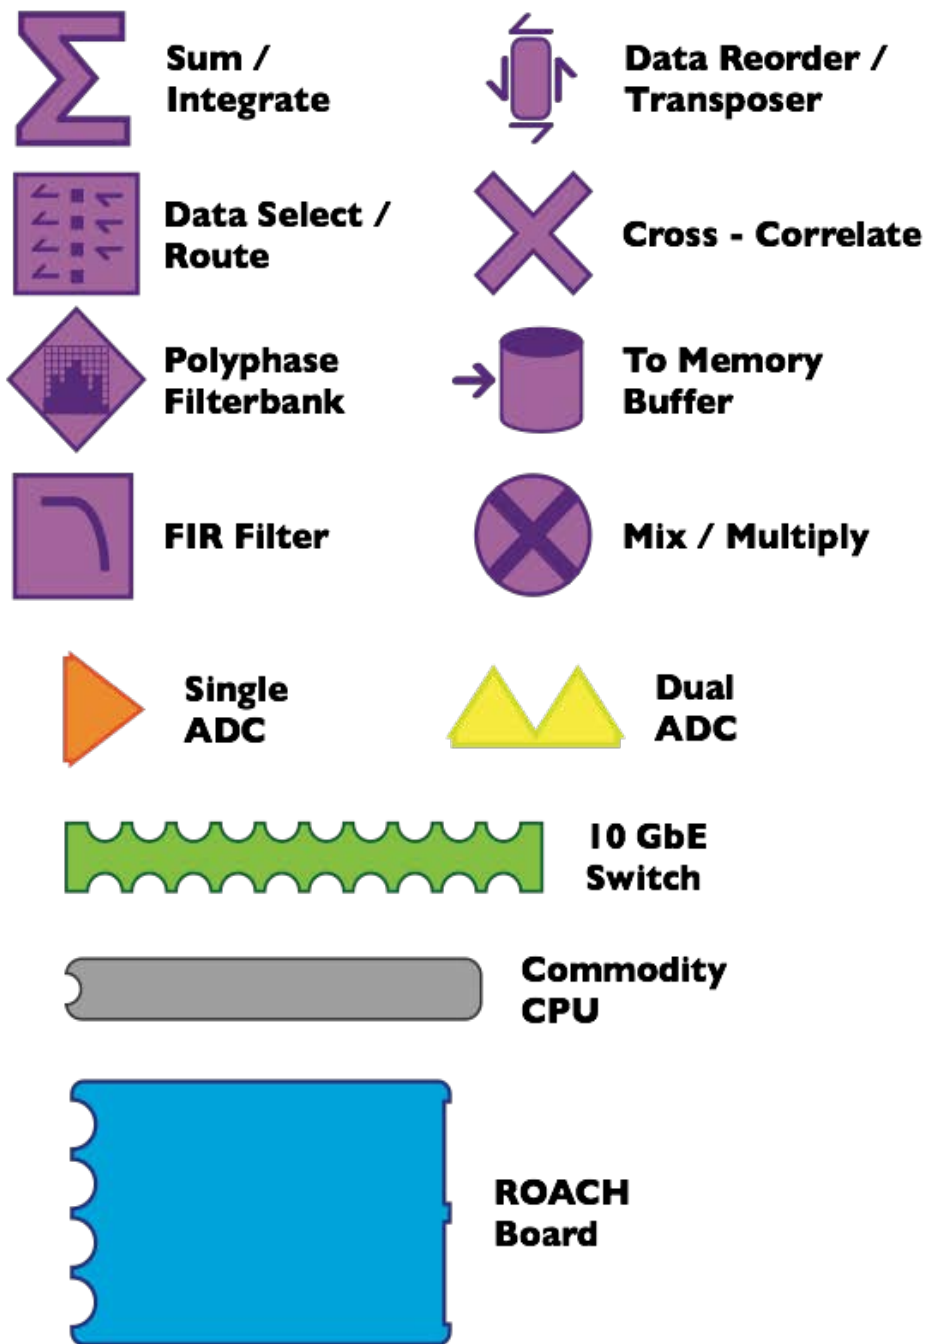 Sum /
Integrate
Data Reorder /
Transposer
Data Select /
Route
Cross - Correlate
Polyphase
Filterbank
To Memory
Buffer
FIR Filter
Mix / Multiply
Single
ADC
Dual
ADC
10 GbE
Switch
Commodity
CPU
ROACH
Board